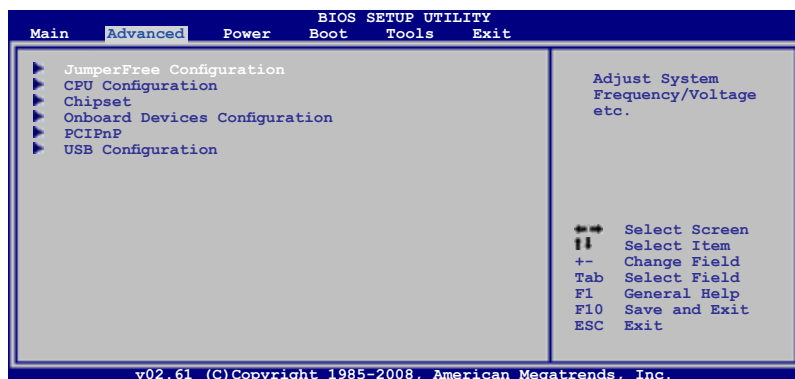 BIOS SETUP UTILITY
Main Advanced Power Boot Tools Exit
JumperFree Configuration
CPU Configuration
Chipset
Onboard Devices Configuration
PCIPnP
USB Configuration
Adjust System
Frequency/Voltage
etc.
Select Screen
Select Item
+- Change Field
Tab Select Field
F1 General Help
F10 Save and Exit
ESC Exit
v02.61 (C)Copyright 1985-2008, American Megatrends, Inc.